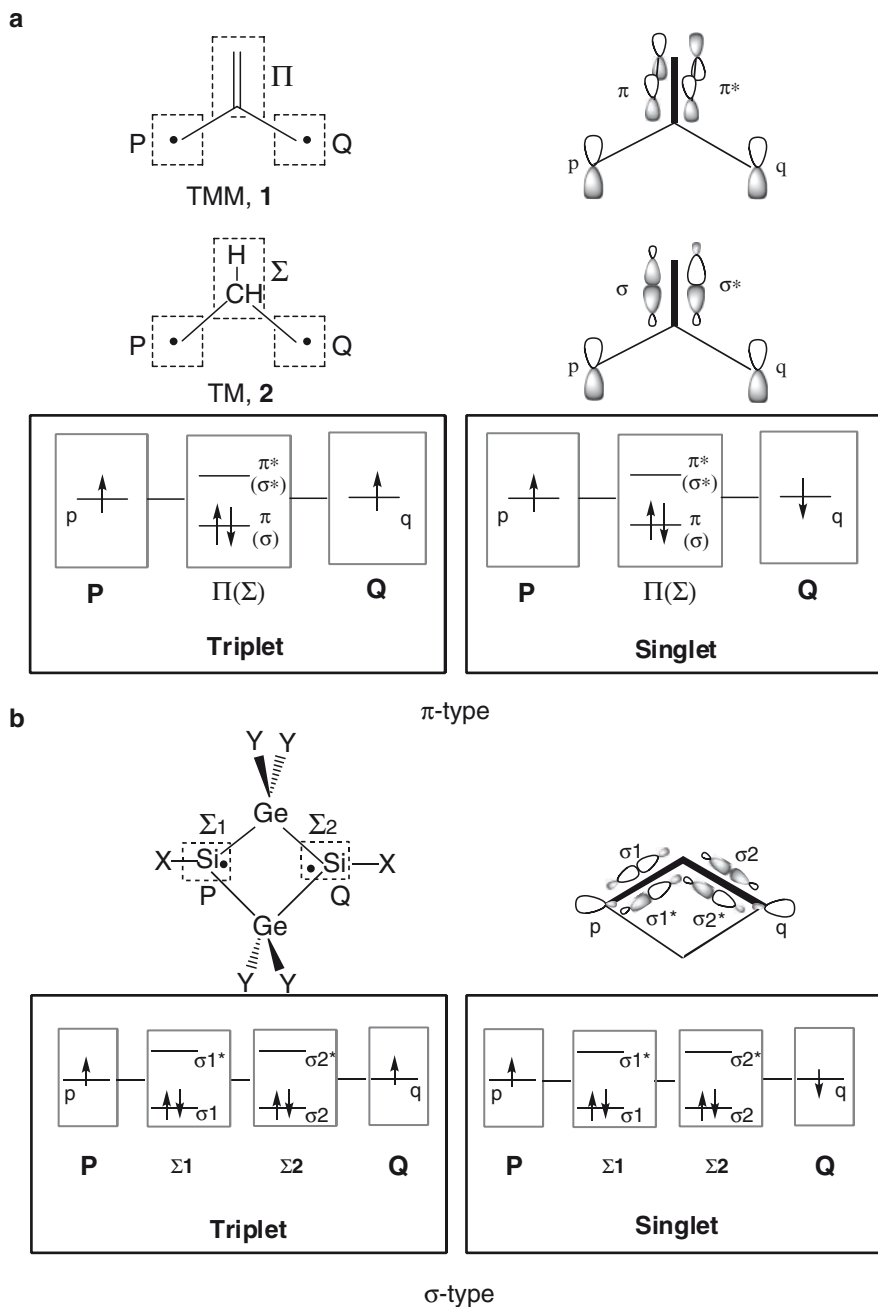 a
Π
P Q
TMM, 1
π π*
p q
H
CH Σ
P Q
TM, 2
σ σ*
p q
π*
(σ*)
p π q
(σ)
P Π(Σ) Q
Triplet
π*
(σ*)
p π q
(σ)
P Π(Σ) Q
Singlet
π-type
b
Y Y
Ge
Σ1 Σ2
X Si Si X
P Q
Ge
Y Y
σ1 σ2
p σ1* σ2* q
p σ1* σ2* q
σ1 σ2
P Σ1 Σ2 Q
Triplet
p σ1* σ2* q
σ1 σ2
P Σ1 Σ2 Q
Singlet
σ-type